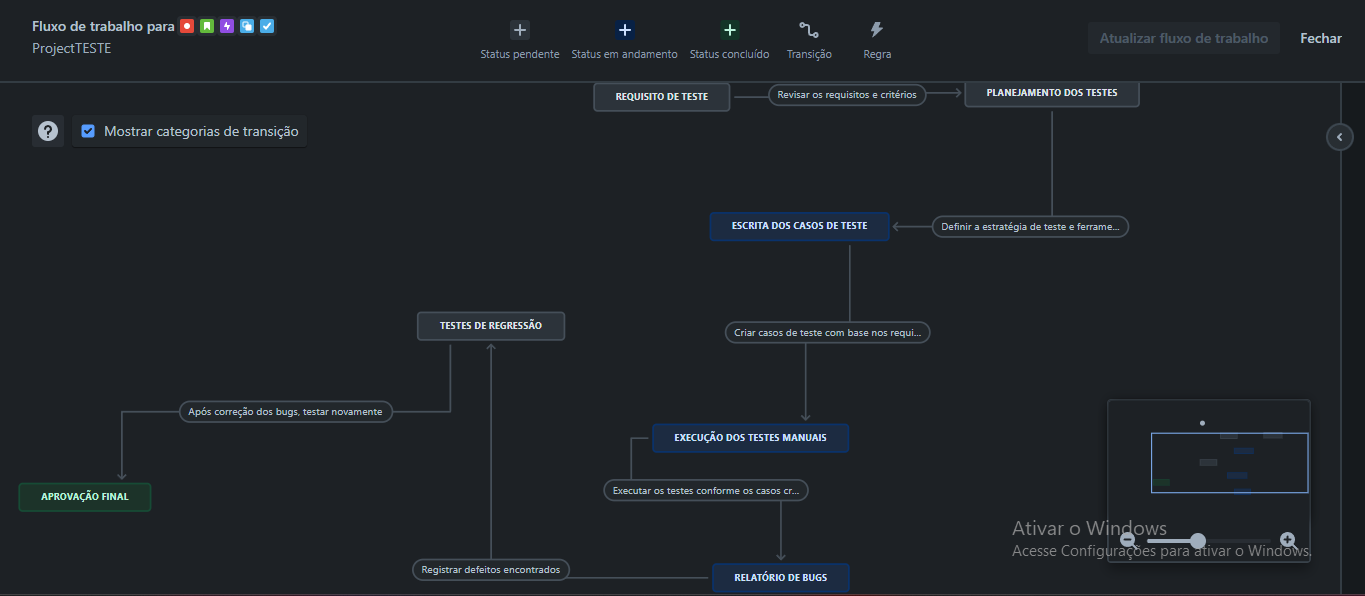 Fluxo de trabalho para
ProjectTESTE
Status pendente
Status em andamento
Status concluído
Transição
Regra
Atualizar fluxo de trabalho
Fechar
Mostrar categorias de transição
REQUISITO DE TESTE
Revisar os requisitos e critérios
PLANEJAMENTO DOS TESTES
ESCRITA DOS CASOS DE TESTE
Definir a estratégia de teste e ferrame...
TESTES DE REGRESSÃO
Criar casos de teste com base nos requi...
Após correção dos bugs, testar novamente
EXECUÇÃO DOS TESTES MANUAIS
APROVAÇÃO FINAL
Executar os testes conforme os casos cr...
Registrar defeitos encontrados
RELATÓRIO DE BUGS
Ativar o Windows
Acesse Configurações para ativar o Windows.